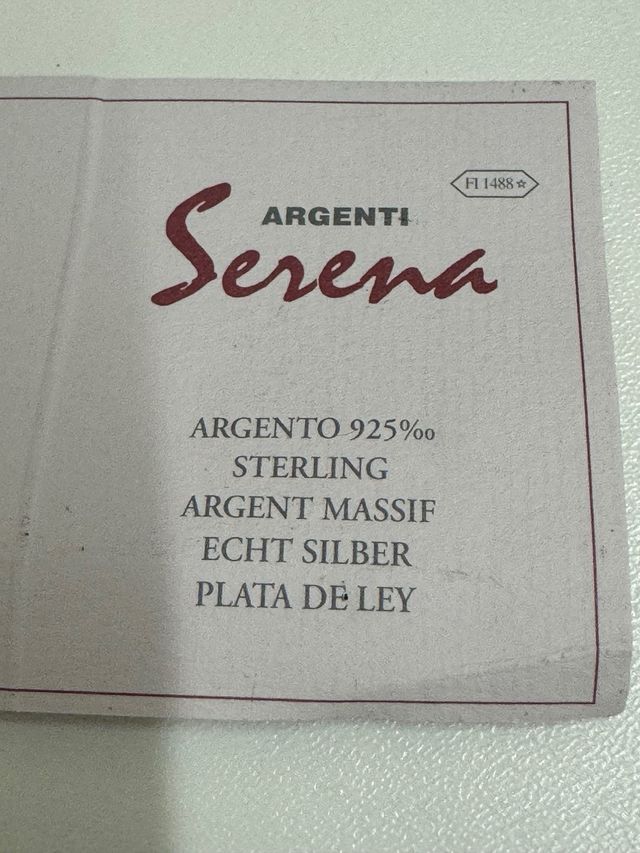 FI 1488☆
ARGENTI
Serena
ARGENTO 925‰
STERLING
ARGENT MASSIF
ECHT SILBER
PLATA DE LEY